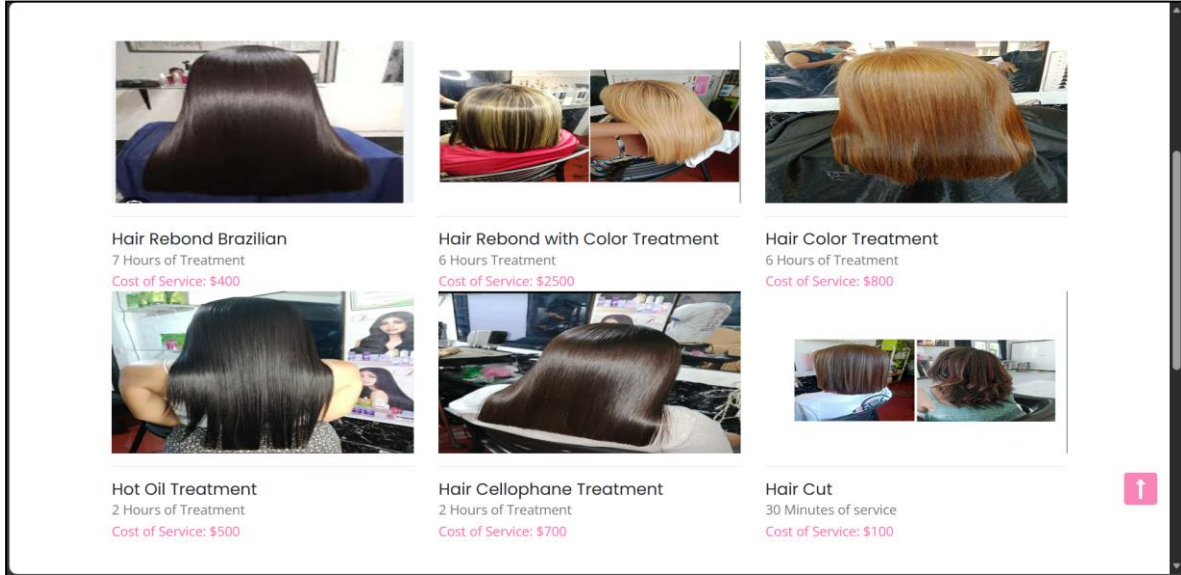 Hair Rebond Brazilian
7 Hours of Treatment
Cost of Service: $400
Hair Rebond with Color Treatment
6 Hours Treatment
Cost of Service: $2500
Hair Color Treatment
6 Hours of Treatment
Cost of Service: $800
Hot Oil Treatment
2 Hours of Treatment
Cost of Service: $500
Hair Cellophane Treatment
2 Hours of Treatment
Cost of Service: $700
Hair Cut
30 Minutes of service
Cost of Service: $100